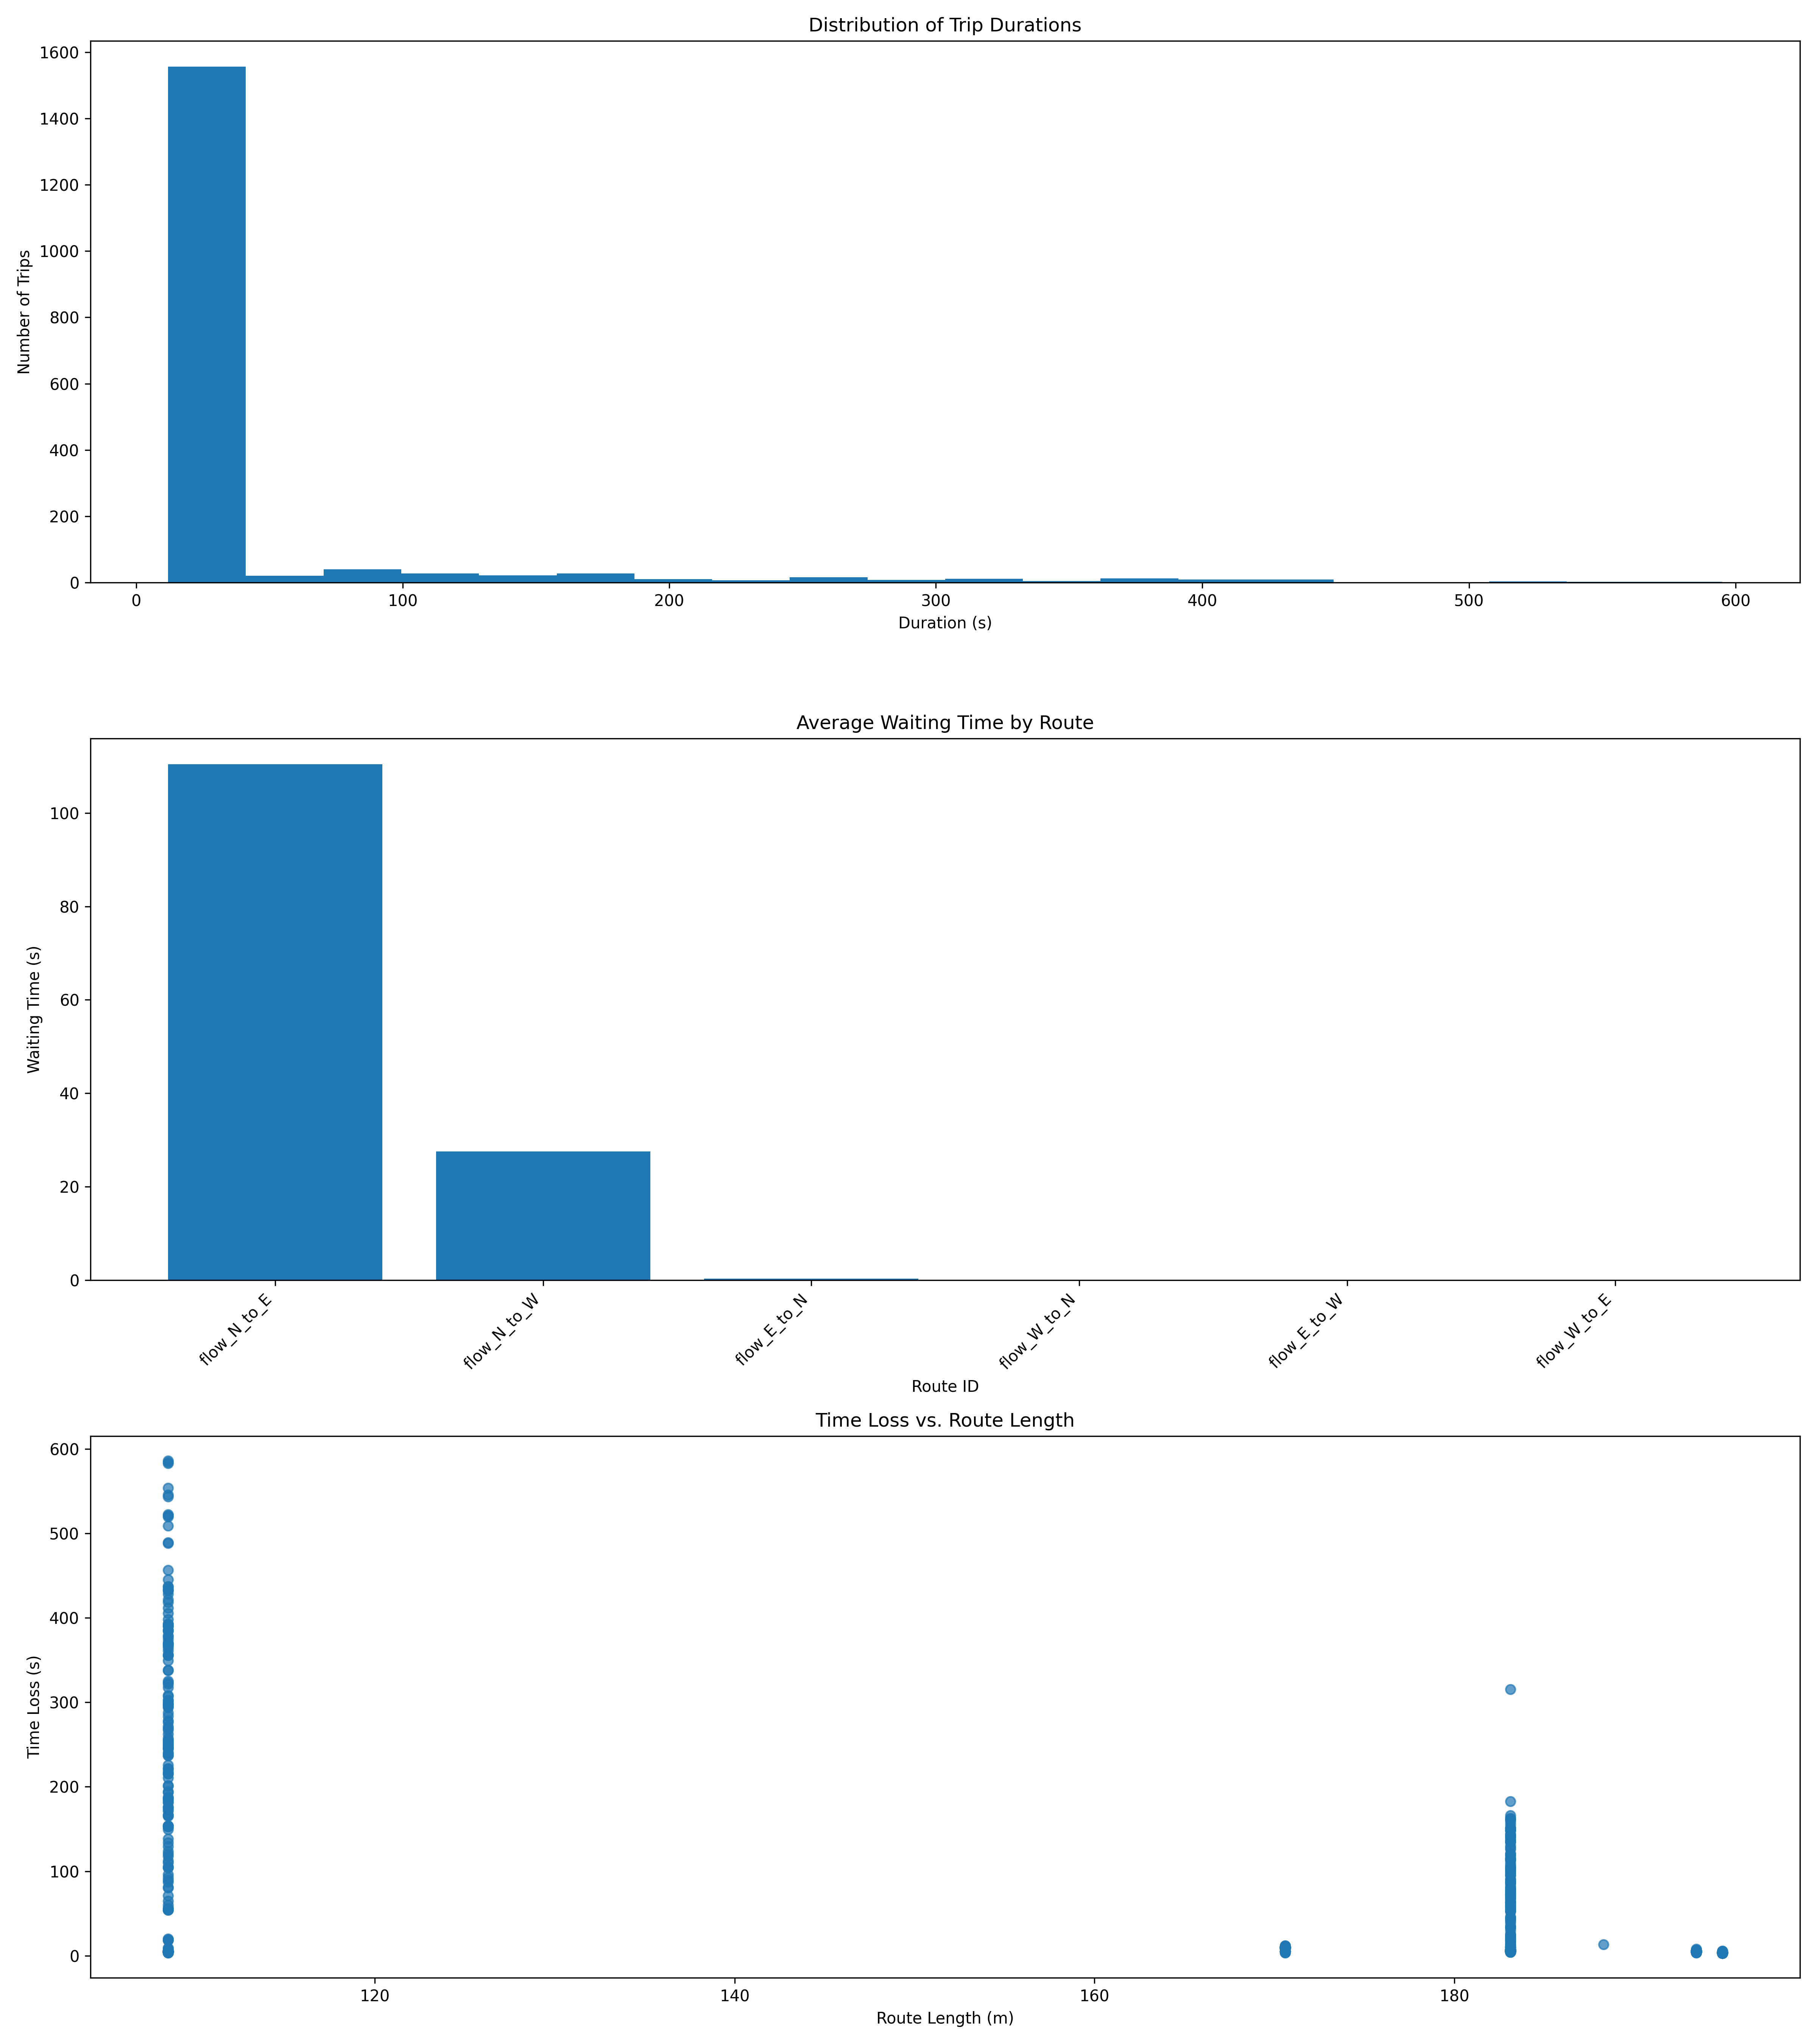 Distribution of Trip Durations
1600
1400
1200
1000
800
600
400
200
0
Number of Trips
0 100 200 300 400 500 600
Duration (s)
Average Waiting Time by Route
100
80
60
40
20
0
Waiting Time (s)
flow_N_to_E flow_N_to_W flow_E_to_N flow_W_to_N flow_E_to_W flow_W_to_E
Route ID
Time Loss vs. Route Length
600
500
400
300
200
100
0
Time Loss (s)
120 140 160 180
Route Length (m)